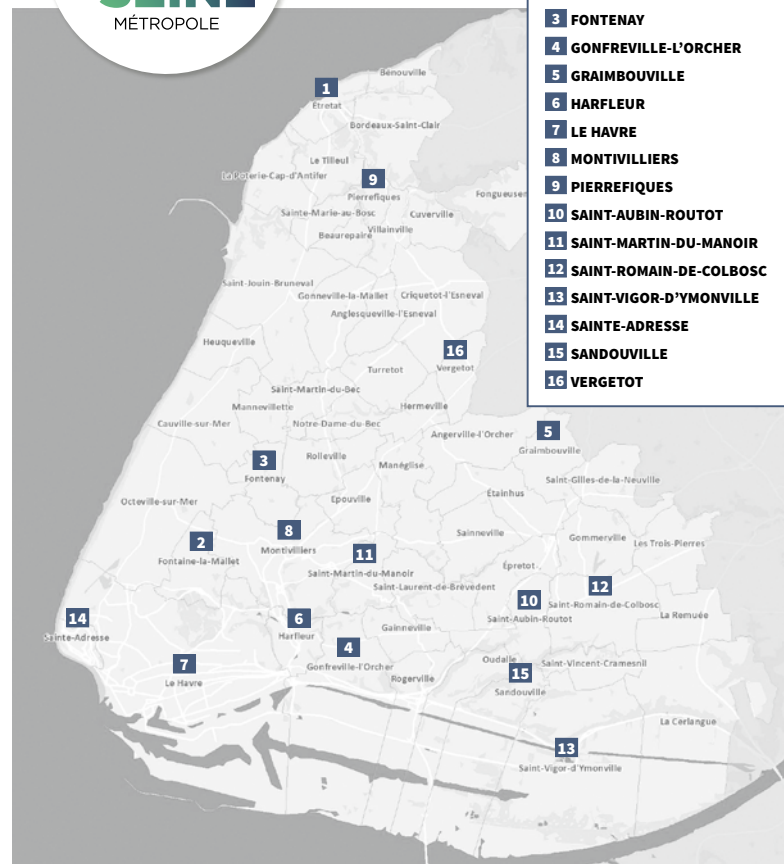 SEINE
MÉTROPOLE
3 FONTENAY
4 GONFREVILLE-L'ORCHER
5 GRAIMBOUVILLE
6 HARFLEUR
7 LE HAVRE
8 MONTIVILLIERS
9 PIERREFIQUES
10 SAINT-AUBIN-ROUTOT
11 SAINT-MARTIN-DU-MANOIR
12 SAINT-ROMAIN-DE-COLBOSC
13 SAINT-VIGOR-D'YMONVILLE
14 SAINTE-ADRESSE
15 SANDOUVILLE
16 VERGETOT
Bénouville
1
Étretat
Bordeaux-Saint-Clair
Le Tilleul
La Poterie-Cap-d'Antifer
9
Pierrefiques
Fongueusem
Sainte-Marie-au-Bosc
Cuverville
Villainville
Beaurepaire
Saint-Jouin-Bruneval
Gonneville-la-Mallet
Criquetot-l'Esneval
Anglesqueville-l'Esneval
Heuqueville
16
Vergetot
Turretot
Saint-Martin-du-Bec
Mannevillette
Hermeville
Cauville-sur-Mer
Notre-Dame-du-Bec
Angerville-l'Orcher
5
Graimbouville
3
Fontenay
Rolleville
Manéglise
Saint-Gilles-de-la-Neuville
Étainhus
Octeville-sur-Mer
Epouville
2
Fontaine-la-Mallet
8
Montivilliers
Sainneville
Gommerville
Les Trois-Pierres
11
Saint-Martin-du-Manoir
Épretot
Saint-Laurent-de-Brèvedent
12
Saint-Romain-de-Colbosc
10
Saint-Aubin-Routot
La Remuée
14
Sainte-Adresse
6
Harfleur
Gainneville
4
Gonfreville-l'Orcher
7
Le Havre
Rogerville
Oudalle
Saint-Vincent-Cramesnil
15
Sandouville
La Cerlangue
13
Saint-Vigor-d'Ymonville